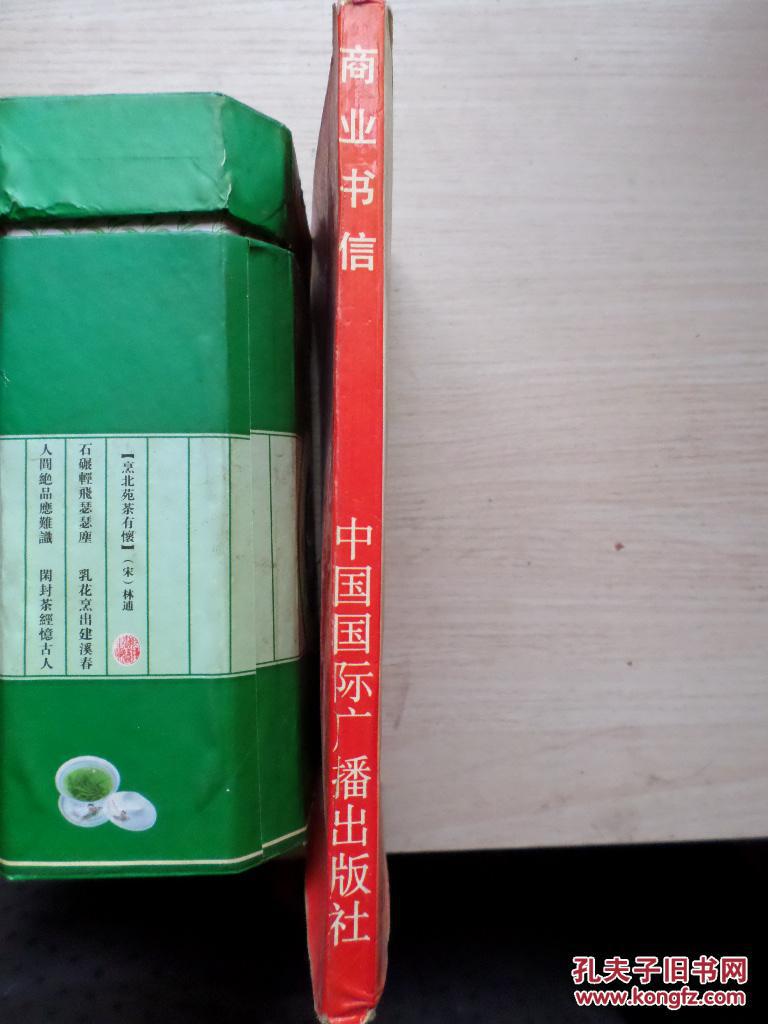 商业书信
中国国际广播出版社
【烹北苑茶有懷】（宋）林逋
石碾輕飛瑟瑟塵 乳花烹出建溪春
人間絶品應難識 閑封茶經憶古人
孔夫子旧书网
www.kongfz.com